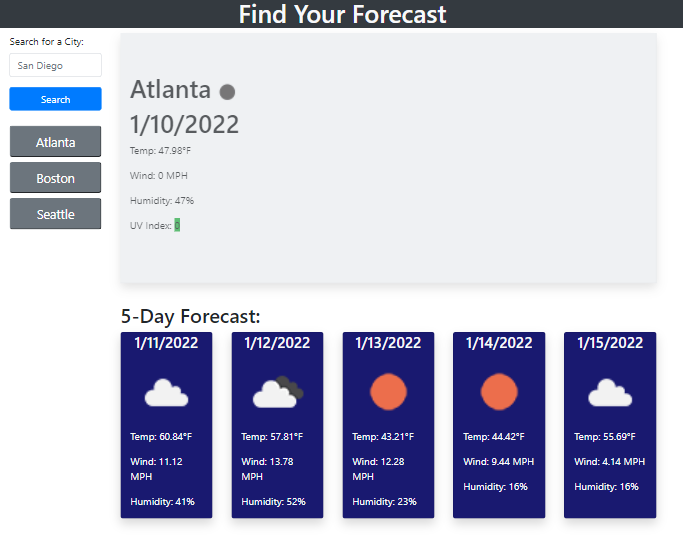 Find Your Forecast
Search for a City:
San Diego
Search
Atlanta
Boston
Seattle
Atlanta
1/10/2022
Temp: 47.98°F
Wind: 0 MPH
Humidity: 47%
UV Index: 0
5-Day Forecast:
1/11/2022
Temp: 60.84°F
Wind: 11.12
MPH
Humidity: 41%
1/12/2022
Temp: 57.81°F
Wind: 13.78
MPH
Humidity: 52%
1/13/2022
Temp: 43.21°F
Wind: 12.28
MPH
Humidity: 23%
1/14/2022
Temp: 44.42°F
Wind: 9.44 MPH
Humidity: 16%
1/15/2022
Temp: 55.69°F
Wind: 4.14 MPH
Humidity: 16%